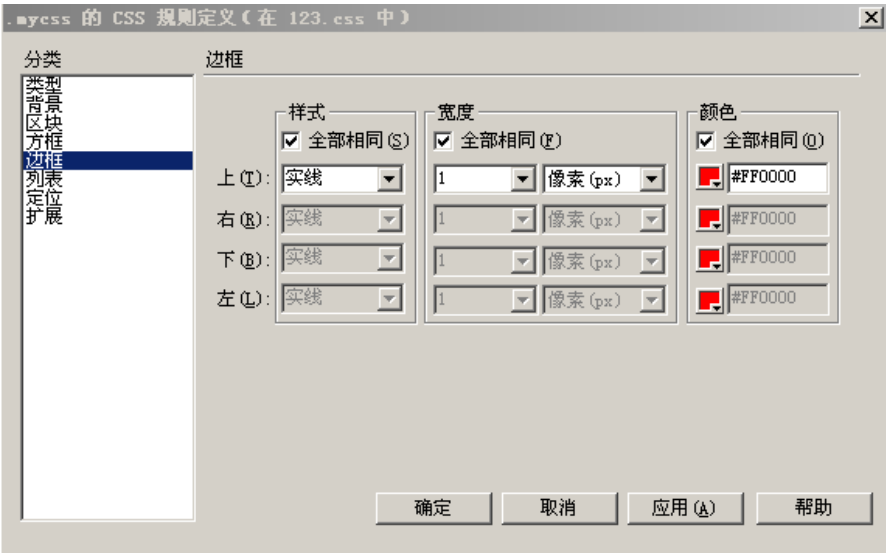 .mycss 的 CSS 规则定义(在 123.css 中)
分类
边框
类型
背景
区块
方框
边框
列表
定位
扩展
样式 宽度 颜色
全部相同(S) 全部相同(F) 全部相同(O)
上(T): 实线 1 像素(px) #FF0000
右(R): 实线 1 像素(px) #FF0000
下(B): 实线 1 像素(px) #FF0000
左(L): 实线 1 像素(px) #FF0000
确定 取消 应用(A) 帮助